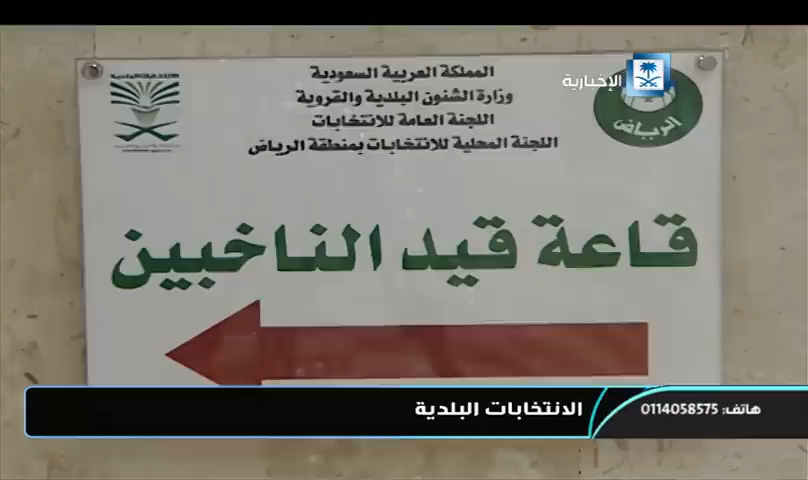 المملكة العربية السعودية
وزارة الشئون البلدية والقروية
اللجنة العامة للانتخابات
اللجنة المحلية للانتخابات بمنطقة الرياض
الإخبارية
الرياض
قاعة قيد الناخبين
هاتف: 0114058575
الانتخابات البلدية